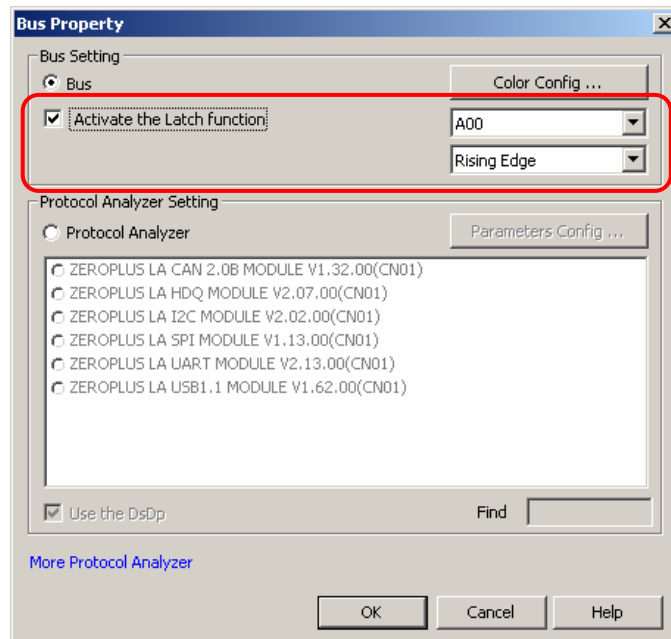 Bus Property
Bus Setting
Bus
Color Config ...
Activate the Latch function
A00
Rising Edge
Protocol Analyzer Setting
Protocol Analyzer
Parameters Config ...
ZEROPLUS LA CAN 2.0B MODULE V1.32.00(CN01)
ZEROPLUS LA HDQ MODULE V2.07.00(CN01)
ZEROPLUS LA I2C MODULE V2.02.00(CN01)
ZEROPLUS LA SPI MODULE V1.13.00(CN01)
ZEROPLUS LA UART MODULE V2.13.00(CN01)
ZEROPLUS LA USB1.1 MODULE V1.62.00(CN01)
Use the DsDp
Find
More Protocol Analyzer
OK
Cancel
Help